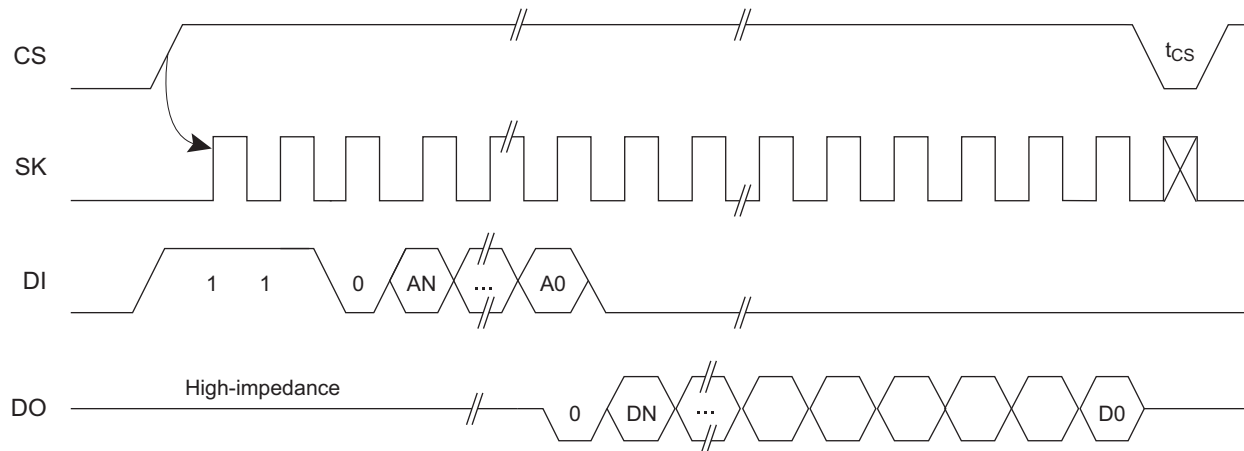 CS
tCS
SK
DI
1 1 0 AN ... A0
High-impedance
DO
0 DN ... D0